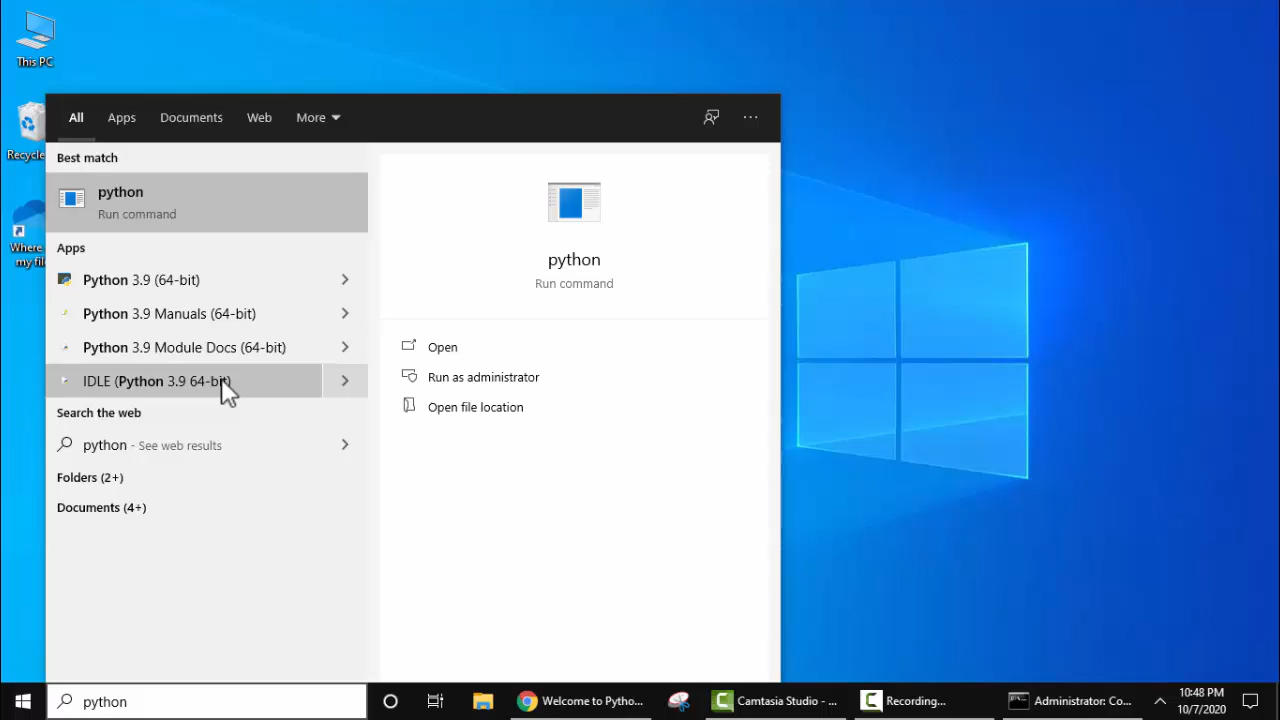 This PC
All
Apps
Documents
Web
More
Recycle
Best match
python
Run command
Apps
Python 3.9 (64-bit)
Python 3.9 Manuals (64-bit)
Python 3.9 Module Docs (64-bit)
IDLE (Python 3.9 64-bit)
Search the web
python - See web results
Folders (2+)
Documents (4+)
Where
my fil
python
Run command
Open
Run as administrator
Open file location
python
Welcome to Pytho...
Camtasia Studio - ...
Recording...
Administrator: Co...
10:48 PM
10/7/2020